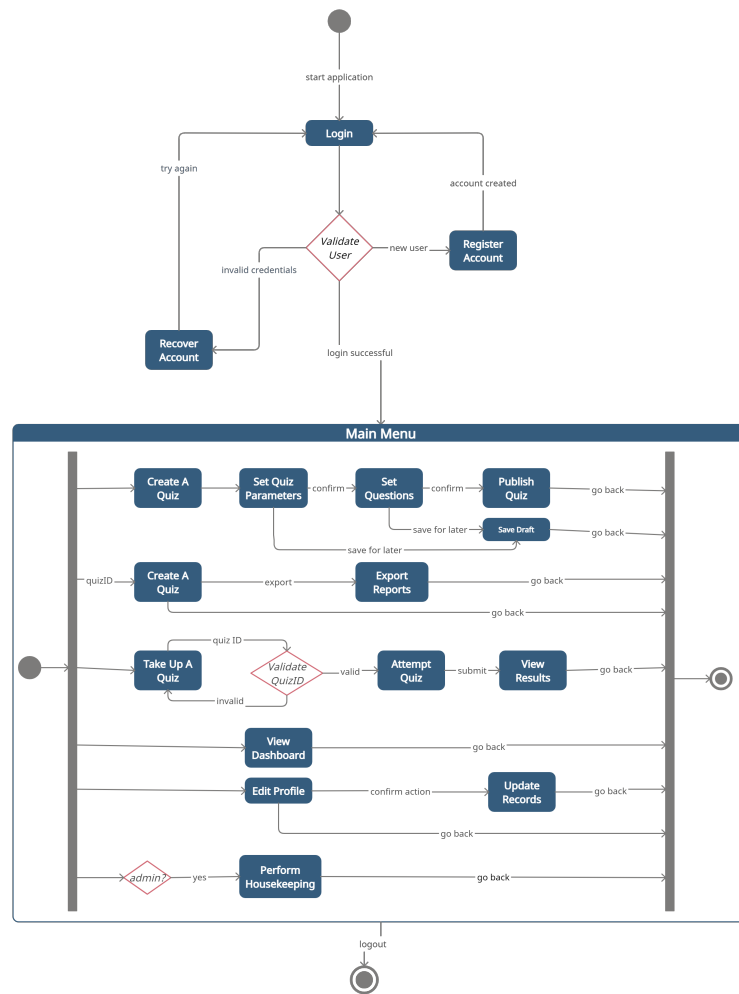 start application
Login
try again
account created
Validate
User
new user
Register
Account
invalid credentials
Recover
Account
login successful
Main Menu
Create A
Quiz
Set Quiz
Parameters
confirm
Set
Questions
confirm
Publish
Quiz
go back
save for later
Save Draft
go back
save for later
quizID
Create A
Quiz
export
Export
Reports
go back
go back
quiz ID
Take Up A
Quiz
Validate
QuizID
valid
Attempt
Quiz
submit
View
Results
go back
invalid
View
Dashboard
go back
Edit Profile
confirm action
Update
Records
go back
go back
admin?
yes
Perform
Housekeeping
go back
logout